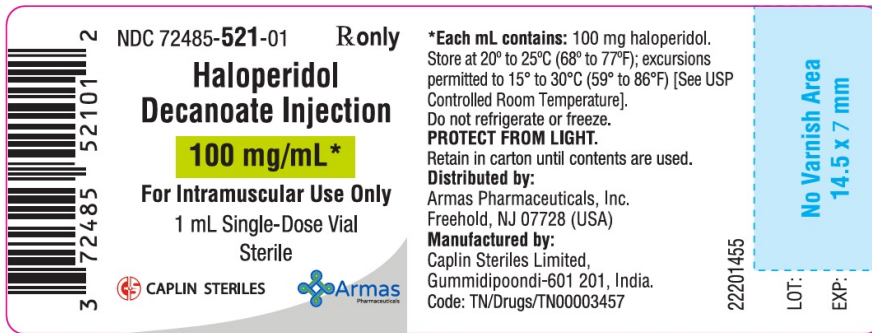 3 72485 52101 2
NDC 72485-521-01
Rx only
Haloperidol
Decanoate Injection
100 mg/mL*
For Intramuscular Use Only
1 mL Single-Dose Vial
Sterile
CAPLIN STERILES
Armas
Pharmaceuticals
*Each mL contains: 100 mg haloperidol.
Store at 20º to 25ºC (68º to 77ºF); excursions
permitted to 15° to 30°C (59° to 86°F) [See USP
Controlled Room Temperature].
Do not refrigerate or freeze.
PROTECT FROM LIGHT.
Retain in carton until contents are used.
Distributed by:
Armas Pharmaceuticals, Inc.
Freehold, NJ 07728 (USA)
Manufactured by:
Caplin Steriles Limited,
Gummidipoondi-601 201, India.
Code: TN/Drugs/TN00003457
22201455
No Varnish Area
14.5 x 7 mm
LOT:
EXP: